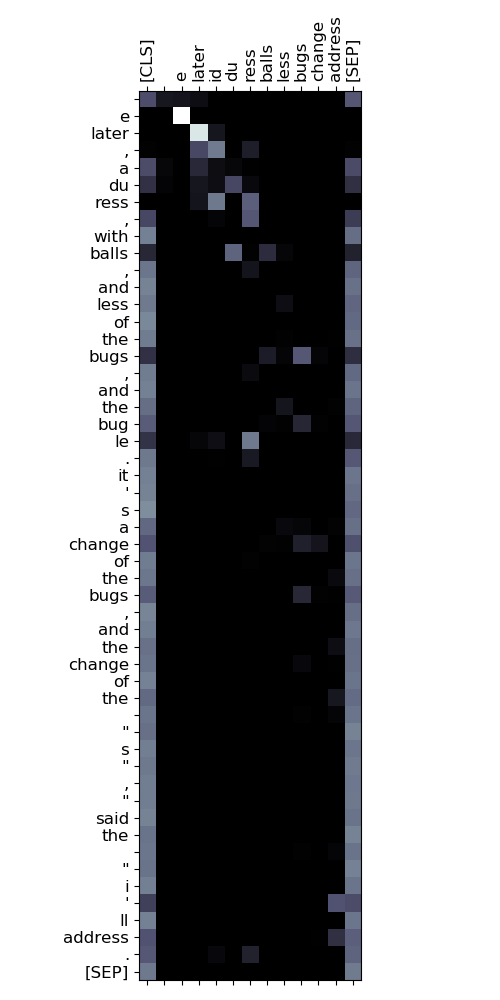 [CLS]
e
later
id
du
ress
balls
less
bugs
change
address
[SEP]
e
later
,
a
du
ress
,
with
balls
,
and
less
of
the
bugs
,
and
the
bug
le
.
it
'
s
a
change
of
the
bugs
,
and
the
change
of
the
"
s
"
,
"
said
the
"
i
'
ll
address
.
[SEP]